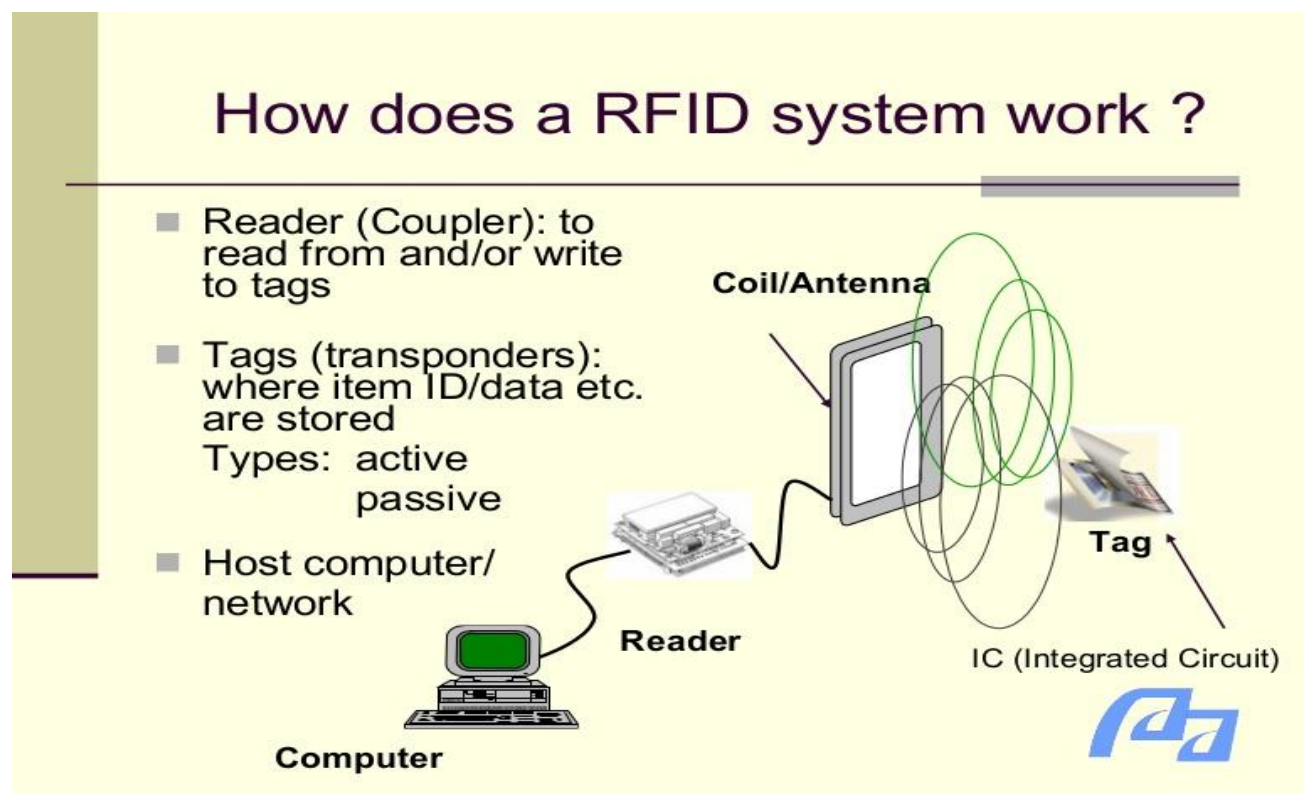 How does a RFID system work ?
Reader (Coupler): to
read from and/or write
to tags
Tags (transponders):
where item ID/data etc.
are stored
Types: active
passive
Host computer/
network
Coil/Antenna
Tag
Reader
IC (Integrated Circuit)
Computer